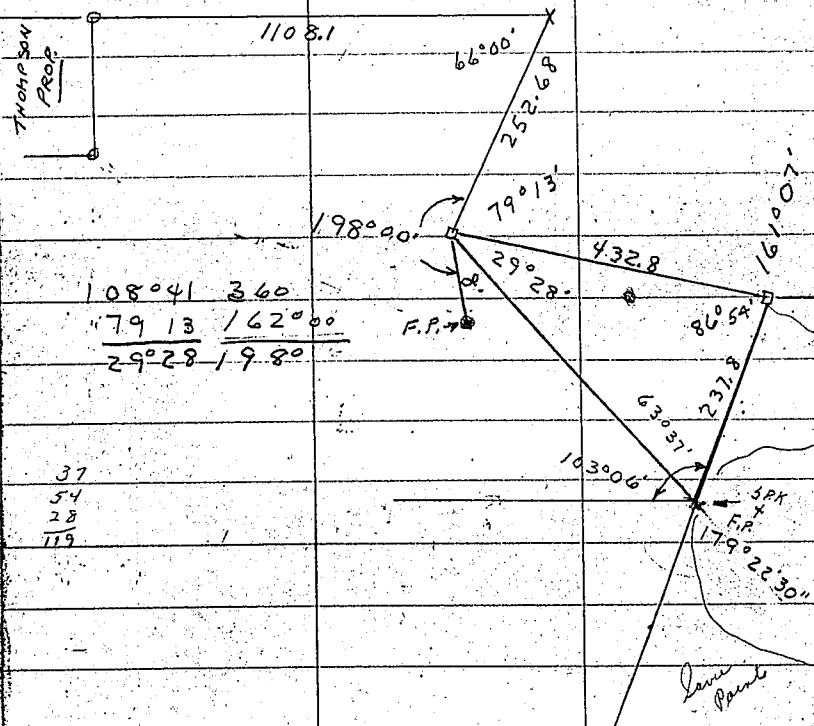 THOMPSON
PROP.
1108.1
66°00'
252.68
79°13'
198°00'
432.8
161°07'
29°28'
d.
F.P.
86°54'
108°41 360
79 13 162°00
29°28 198°
237.8
63°37'
103°06'
37
54
28
119
SPK
+
F.P.
179°22'30"
Point